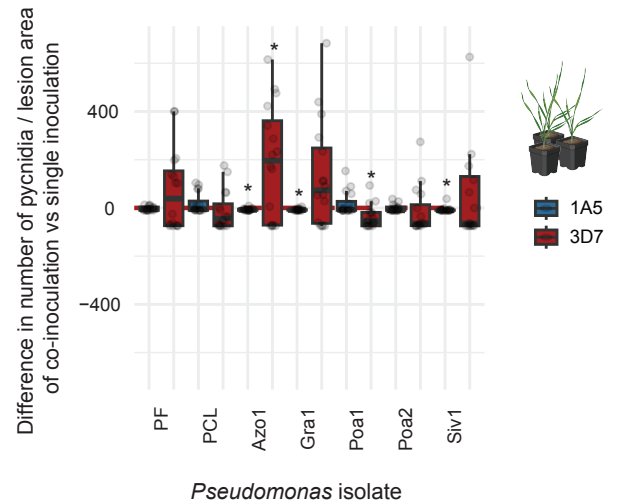 Difference in number of pycnidia / lesion area
of co-inoculation vs single inoculation
400
0
−400
*
*
*
*
*
PF
PCL
Azo1
Gra1
Poa1
Poa2
Siv1
Pseudomonas isolate
1A5
3D7